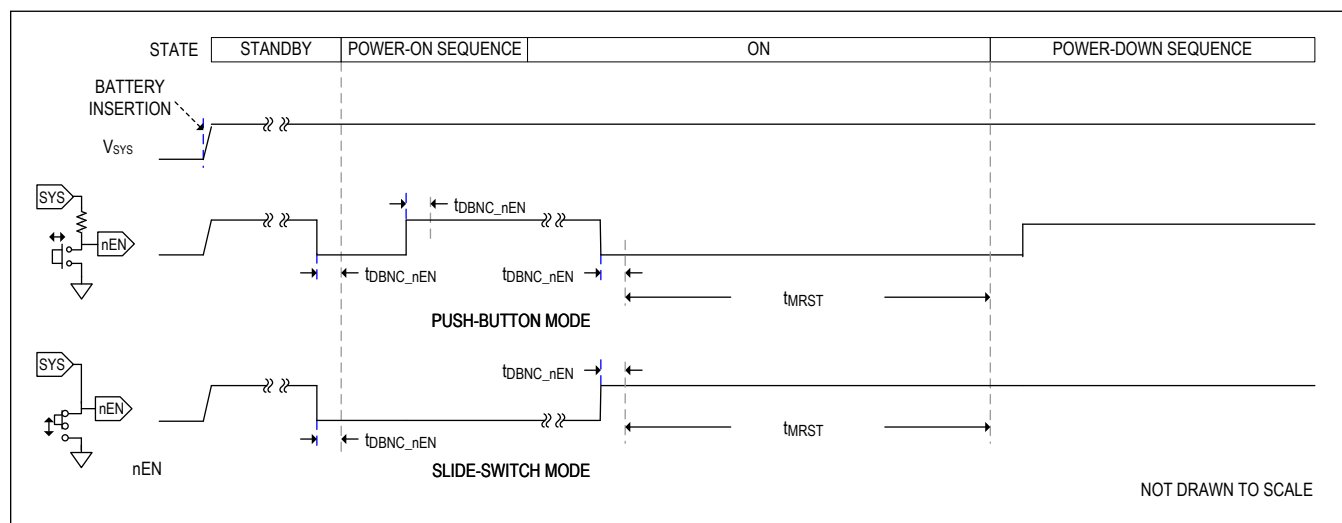 STATE STANDBY POWER-ON SEQUENCE ON POWER-DOWN SEQUENCE
BATTERY
INSERTION
VSYS
SYS
nEN
tDBNC_nEN
tDBNC_nEN
tDBNC_nEN
tMRST
PUSH-BUTTON MODE
SYS
nEN
tDBNC_nEN
tDBNC_nEN
tMRST
nEN
SLIDE-SWITCH MODE
NOT DRAWN TO SCALE